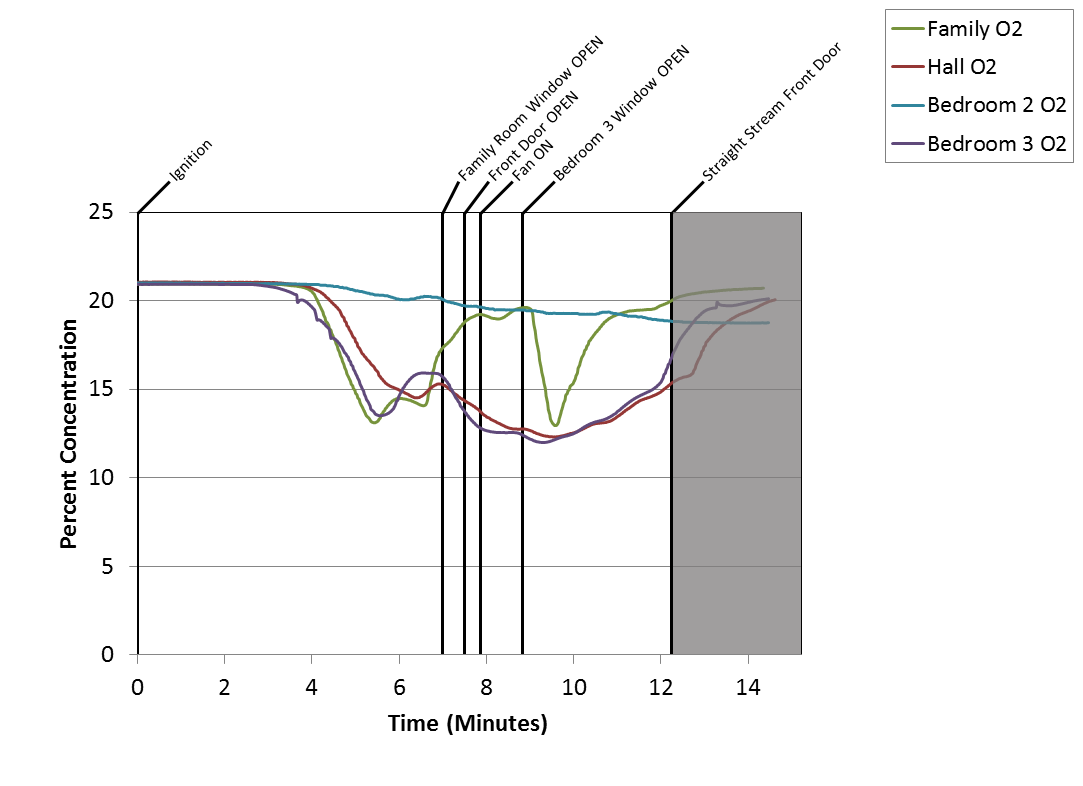 Family O2
Hall O2
Bedroom 2 O2
Bedroom 3 O2
Ignition
Family Room Window OPEN
Front Door OPEN
Fan ON
Bedroom 3 Window OPEN
Straight Stream Front Door
25
20
15
10
5
0
Percent Concentration
0 2 4 6 8 10 12 14
Time (Minutes)